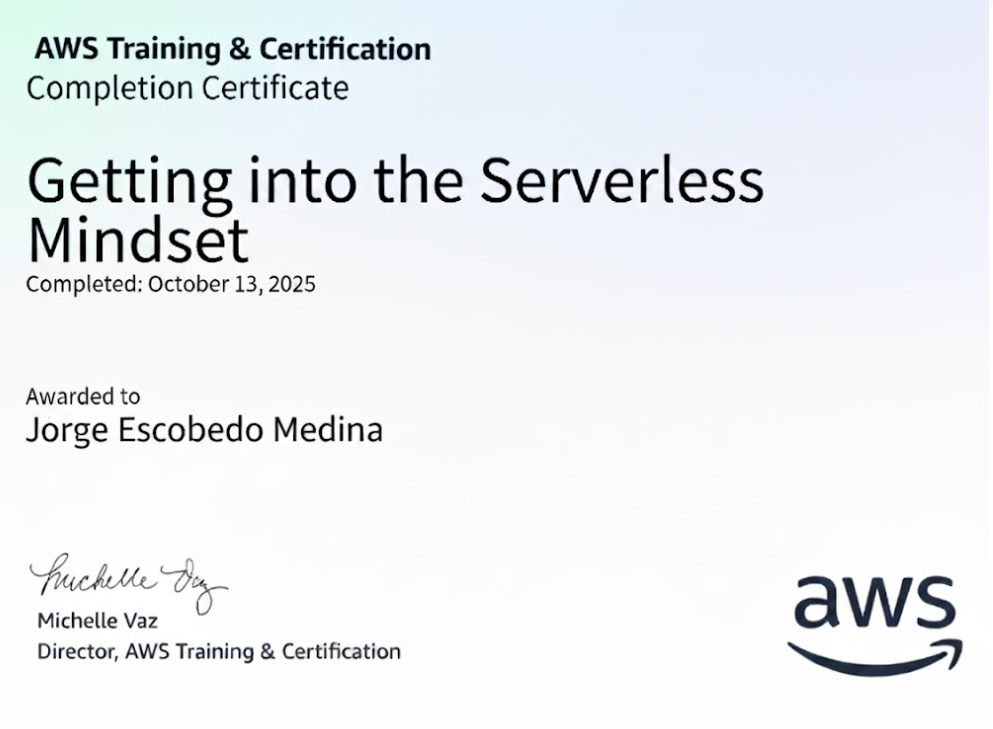 AWS Training & Certification
Completion Certificate
Getting into the Serverless
Mindset
Completed: October 13, 2025
Awarded to
Jorge Escobedo Medina
Michelle Vaz
Michelle Vaz
Director, AWS Training & Certification
aws